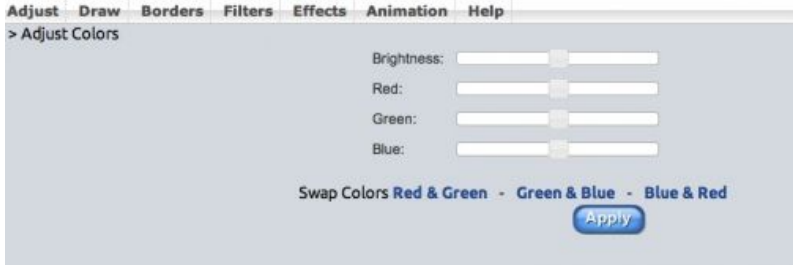 Adjust Draw Borders Filters Effects Animation Help
> Adjust Colors
Brightness:
Red:
Green:
Blue:
Swap Colors Red & Green - Green & Blue - Blue & Red
Apply